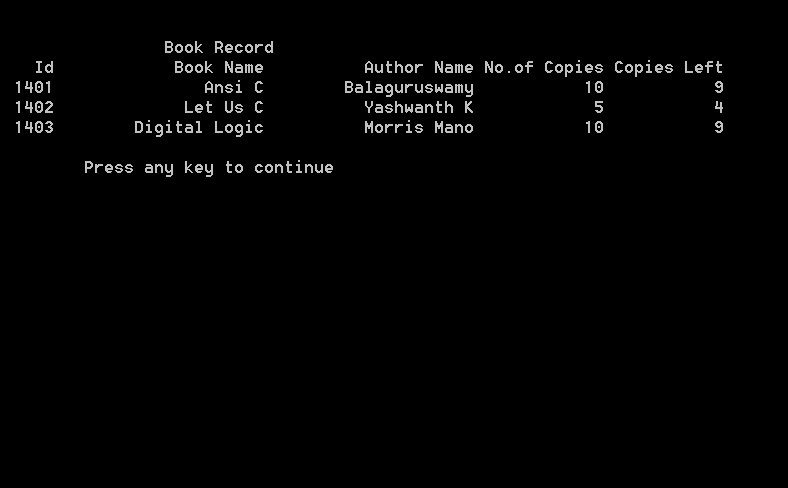 Book Record
Id Book Name Author Name No.of Copies Copies Left
1401 Ansi C Balaguruswamy 10 9
1402 Let Us C Yashwanth K 5 4
1403 Digital Logic Morris Mano 10 9
Press any key to continue